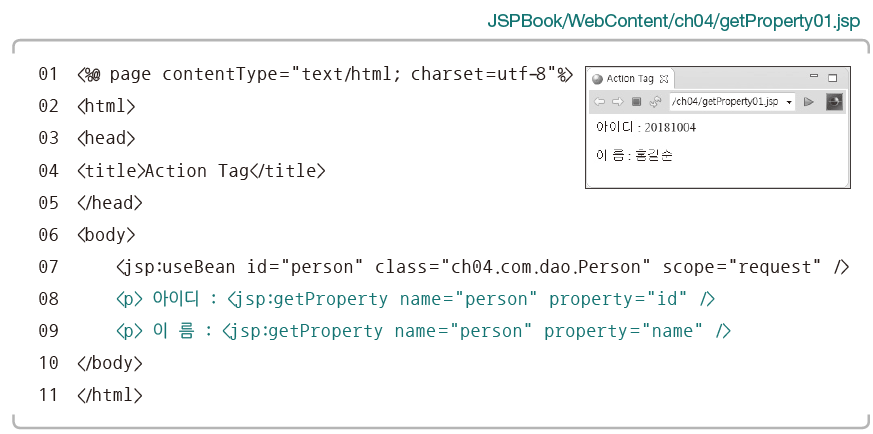 JSPBook/WebContent/ch04/getProperty01.jsp
01 <%@ page contentType="text/html; charset=utf-8"%>
02 <html>
03 <head>
04 <title>Action Tag</title>
05 </head>
06 <body>
07 <jsp:useBean id="person" class="ch04.com.dao.Person" scope="request" />
08 <p> 아이디 : <jsp:getProperty name="person" property="id" />
09 <p> 이 름 : <jsp:getProperty name="person" property="name" />
10 </body>
11 </html>
Action Tag
/ch04/getProperty01.jsp
아이디 : 20181004
이 름 : 홍길순